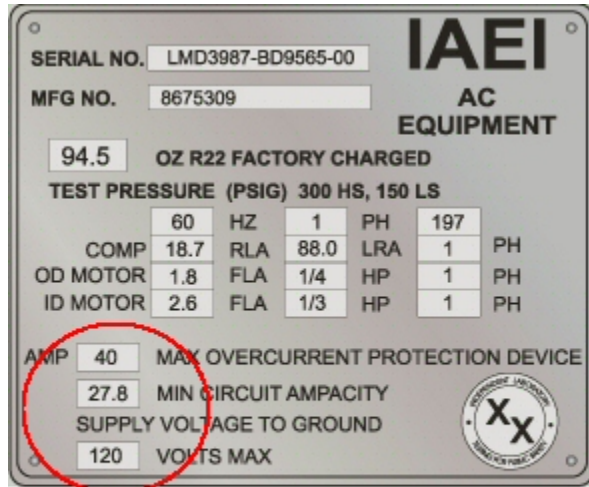 IAEI
SERIAL NO. LMD3987-BD9565-00
MFG NO. 8675309
AC
EQUIPMENT
94.5 OZ R22 FACTORY CHARGED
TEST PRESSURE (PSIG) 300 HS, 150 LS
60 HZ 1 PH 197
COMP 18.7 RLA 88.0 LRA 1 PH
OD MOTOR 1.8 FLA 1/4 HP 1 PH
ID MOTOR 2.6 FLA 1/3 HP 1 PH
AMP 40 MAX OVERCURRENT PROTECTION DEVICE
27.8 MIN CIRCUIT AMPACITY
SUPPLY VOLTAGE TO GROUND
120 VOLTS MAX
XX